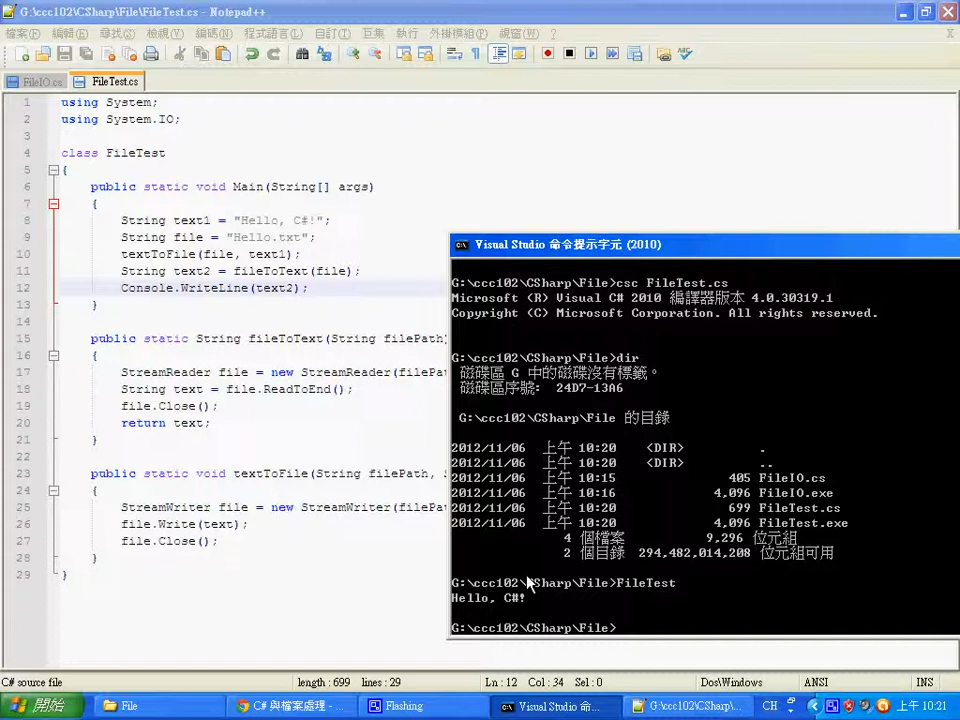 G:\ccc102\CSharp\File\FileTest.cs - Notepad++
檔案(F) 編輯(E) 尋找(S) 檢視(V) 編碼(N) 程式語言(L) 自訂(T) 巨集 執行 外掛模組(P) 視窗(W) ?
FileIO.cs FileTest.cs
1 using System;
2 using System.IO;
3
4 class FileTest
5 {
6 public static void Main(String[] args)
7 {
8 String text1 = "Hello, C#!";
9 String file = "Hello.txt";
10 textToFile(file, text1);
11 String text2 = fileToText(file);
12 Console.WriteLine(text2);
13 }
14
15 public static String fileToText(String filePath)
16 {
17 StreamReader file = new StreamReader(filePat
18 String text = file.ReadToEnd();
19 file.Close();
20 return text;
21 }
22
23 public static void textToFile(String filePath, S
24 {
25 StreamWriter file = new StreamWriter(filePat
26 file.Write(text);
27 file.Close();
28 }
29 }
Visual Studio 命令提示字元 (2010)
G:\ccc102\CSharp\File>csc FileTest.cs
Microsoft (R) Visual C# 2010 編譯器版本 4.0.30319.1
Copyright (C) Microsoft Corporation. All rights reserved.
G:\ccc102\CSharp\File>dir
磁碟區 G 中的磁碟沒有標籤。
磁碟區序號: 24D7-13A6
G:\ccc102\CSharp\File 的目錄
2012/11/06 上午 10:20 <DIR> .
2012/11/06 上午 10:20 <DIR> ..
2012/11/06 上午 10:15 405 FileIO.cs
2012/11/06 上午 10:16 4,096 FileIO.exe
2012/11/06 上午 10:20 699 FileTest.cs
2012/11/06 上午 10:20 4,096 FileTest.exe
4 個檔案 9,296 位元組
2 個目錄 294,482,014,208 位元組可用
G:\ccc102\CSharp\File>FileTest
Hello, C#!
G:\ccc102\CSharp\File>
C# source file length : 699 lines : 29 Ln : 12 Col : 34 Sel : 0 Dos\Windows ANSI INS
開始 File C# 與檔案處理 - ... Flashing Visual Studio 命... G:\ccc102\CSharp\... CH 上午 10:21